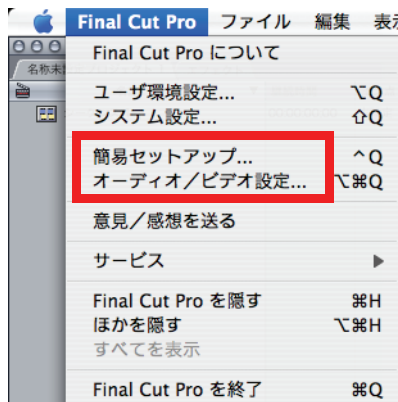 Final Cut Pro ファイル 編集 表示
Final Cut Pro について
名称未
ユーザ環境設定... ⌥Q
システム設定... ⇧Q
簡易セットアップ... ^Q
オーディオ／ビデオ設定... ⌥⌘Q
意見／感想を送る
サービス ▶
Final Cut Pro を隠す ⌘H
ほかを隠す ⌥⌘H
すべてを表示
Final Cut Pro を終了 ⌘Q